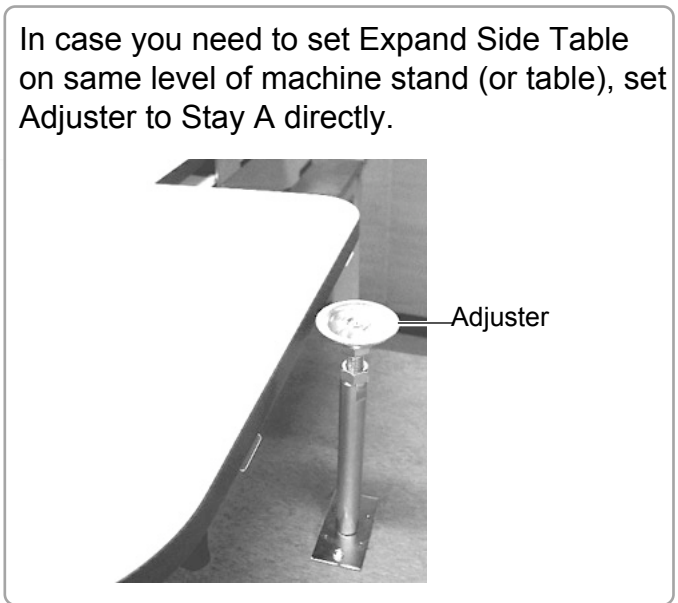 In case you need to set Expand Side Table
on same level of machine stand (or table), set
Adjuster to Stay A directly.
Adjuster